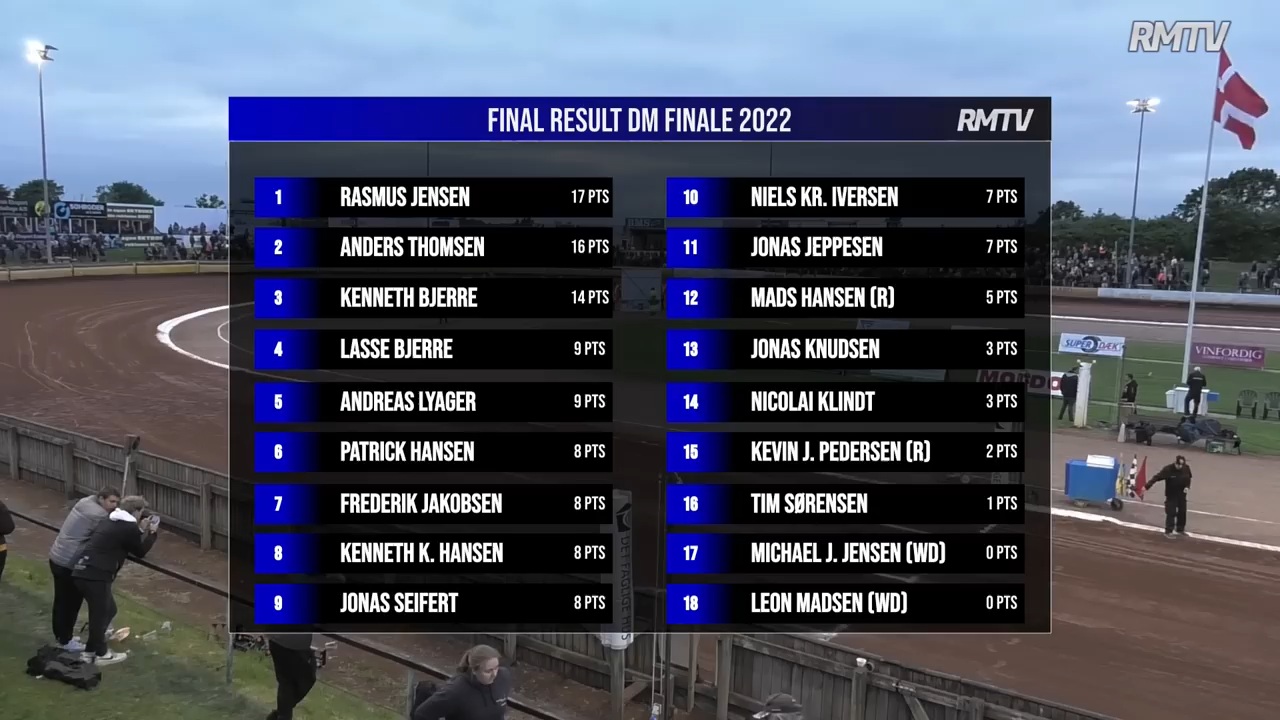 RMTV
FINAL RESULT DM FINALE 2022
RMTV
1 RASMUS JENSEN 17 PTS
2 ANDERS THOMSEN 16 PTS
3 KENNETH BJERRE 14 PTS
4 LASSE BJERRE 9 PTS
5 ANDREAS LYAGER 9 PTS
6 PATRICK HANSEN 8 PTS
7 FREDERIK JAKOBSEN 8 PTS
8 KENNETH K. HANSEN 8 PTS
9 JONAS SEIFERT 8 PTS
10 NIELS KR. IVERSEN 7 PTS
11 JONAS JEPPESEN 7 PTS
12 MADS HANSEN (R) 5 PTS
13 JONAS KNUDSEN 3 PTS
14 NICOLAI KLINDT 3 PTS
15 KEVIN J. PEDERSEN (R) 2 PTS
16 TIM SØRENSEN 1 PTS
17 MICHAEL J. JENSEN (WD) 0 PTS
18 LEON MADSEN (WD) 0 PTS
SCHRØDER
SUPER DÆK
VINFORDIG
DET FAGLIGE HUS